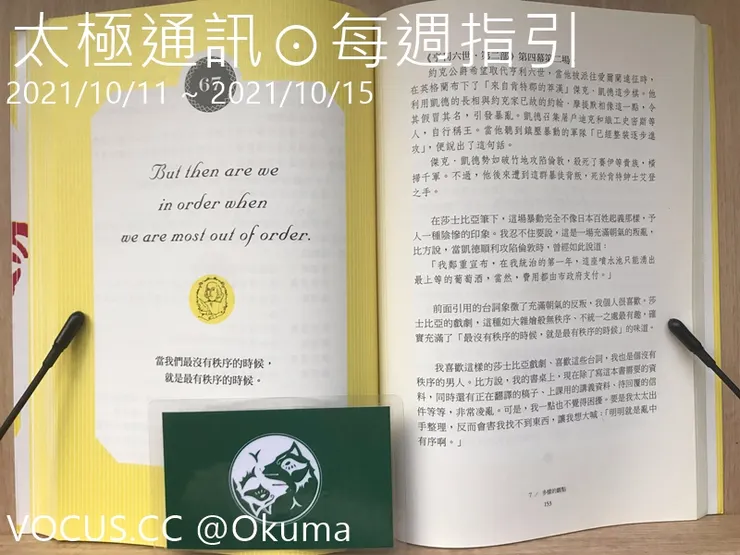 太極通訊⊙每週指引
2021/10/11 ~ 2021/10/15
67
But then are we
in order when
we are most out of order.
當我們最沒有秩序的時候，
就是最有秩序的時候。
《亨利六世，第二部》第四幕第二場
約克公爵希望取代亨利六世，當他被派往愛爾蘭遠征時，
在英格蘭布下了「來自肯特郡的莽漢」傑克．凱德這步棋。他
利用凱德的長相與約克家已故的約翰．摩提默相像這一點，令
其假冒其名，引發暴亂。凱德召集屠戶迪克和織工史密斯等
人，自行稱王。當他聽到鎮壓暴動的軍隊「已經整裝逐步進
攻」，便說出了這句話。
傑克．凱德勢如破竹地攻陷倫敦，殺死了賽伊等貴族，橫
掃千軍。不過，他後來遭到這群暴徒背叛，死於肯特紳士艾登
之手。
在莎士比亞筆下，這場暴動完全不像日本百姓起義那樣，予
人一種陰慘的印象。我忍不住要說，這是一場充滿朝氣的叛亂，
比方說，當凱德順利攻陷倫敦時，曾經如此說道：
「我鄭重宣布，在我統治的第一年，這座噴水池只能湧出
最上等的葡萄酒，當然，費用都由市政府支付。」
前面引用的台詞象徵了充滿朝氣的反叛，我個人很喜歡。莎
士比亞的戲劇，這種如大雜燴般無秩序、不統一之處最有趣，確
實充滿了「最沒有秩序的時候，就是最有秩序的時候」的味道。
我喜歡這樣的莎士比亞戲劇、喜歡這些台詞，我也是個沒有
秩序的男人。比方說，我的書桌上，現在除了寫這本書需要的資
料，同時還有正在翻譯的稿子、上課用的講義資料、待回覆的信
件等等，非常凌亂。可是，我一點也不覺得困擾。要是我太太出
手整理，反而會害我找不到東西，讓我想大喊：「明明就是亂中
有序啊。」
7／多樣的觀點
153
VOCUS.CC @Okuma